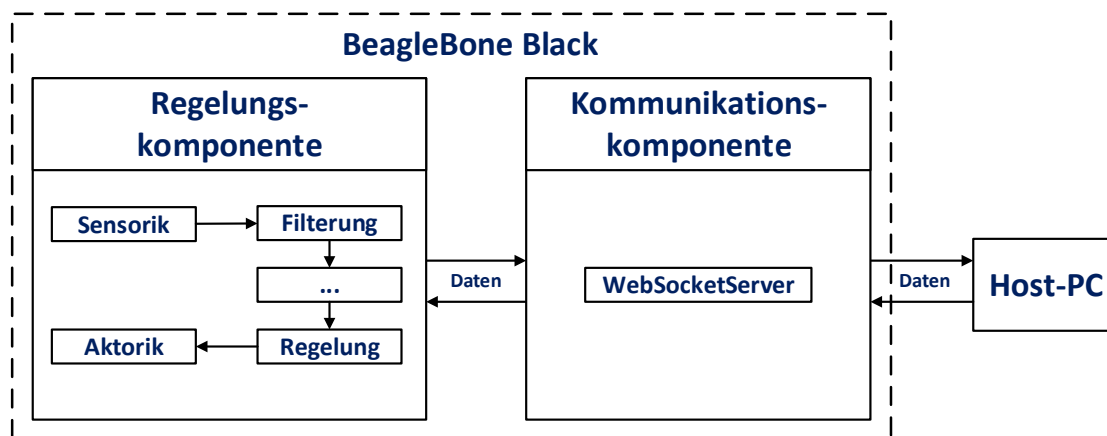 BeagleBone Black
Regelungs-
komponente
Sensorik
Filterung
...
Aktorik
Regelung
Daten
Kommunikations-
komponente
WebSocketServer
Daten
Host-PC